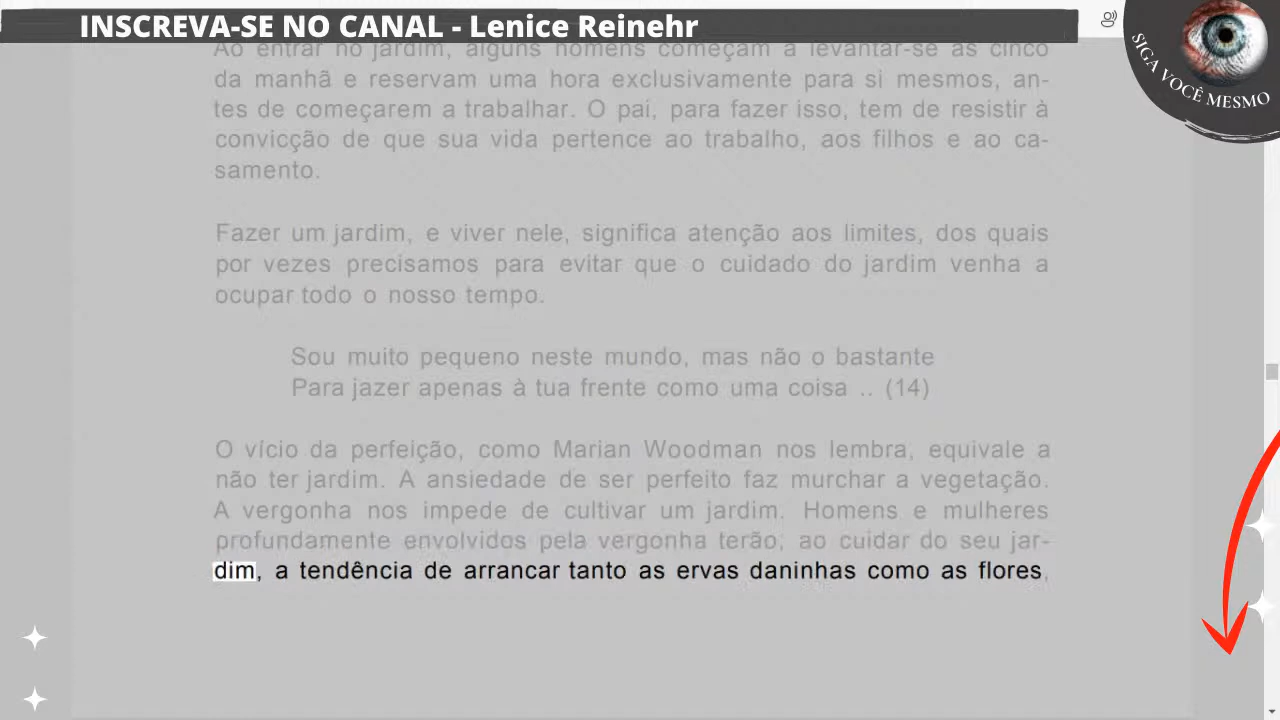 INSCREVA-SE NO CANAL - Lenice Reinehr
SIGA VOCÊ MESMO
Ao entrar no jardim, alguns homens começam a levantar-se às cinco
da manhã e reservam uma hora exclusivamente para si mesmos, an-
tes de começarem a trabalhar. O pai, para fazer isso, tem de resistir à
convicção de que sua vida pertence ao trabalho, aos filhos e ao ca-
samento.
Fazer um jardim, e viver nele, significa atenção aos limites, dos quais
por vezes precisamos para evitar que o cuidado do jardim venha a
ocupar todo o nosso tempo.
Sou muito pequeno neste mundo, mas não o bastante
Para jazer apenas à tua frente como uma coisa .. (14)
O vício da perfeição, como Marian Woodman nos lembra, equivale a
não ter jardim. A ansiedade de ser perfeito faz murchar a vegetação.
A vergonha nos impede de cultivar um jardim. Homens e mulheres
profundamente envolvidos pela vergonha terão, ao cuidar do seu jar-
dim, a tendência de arrancar tanto as ervas daninhas como as flores,